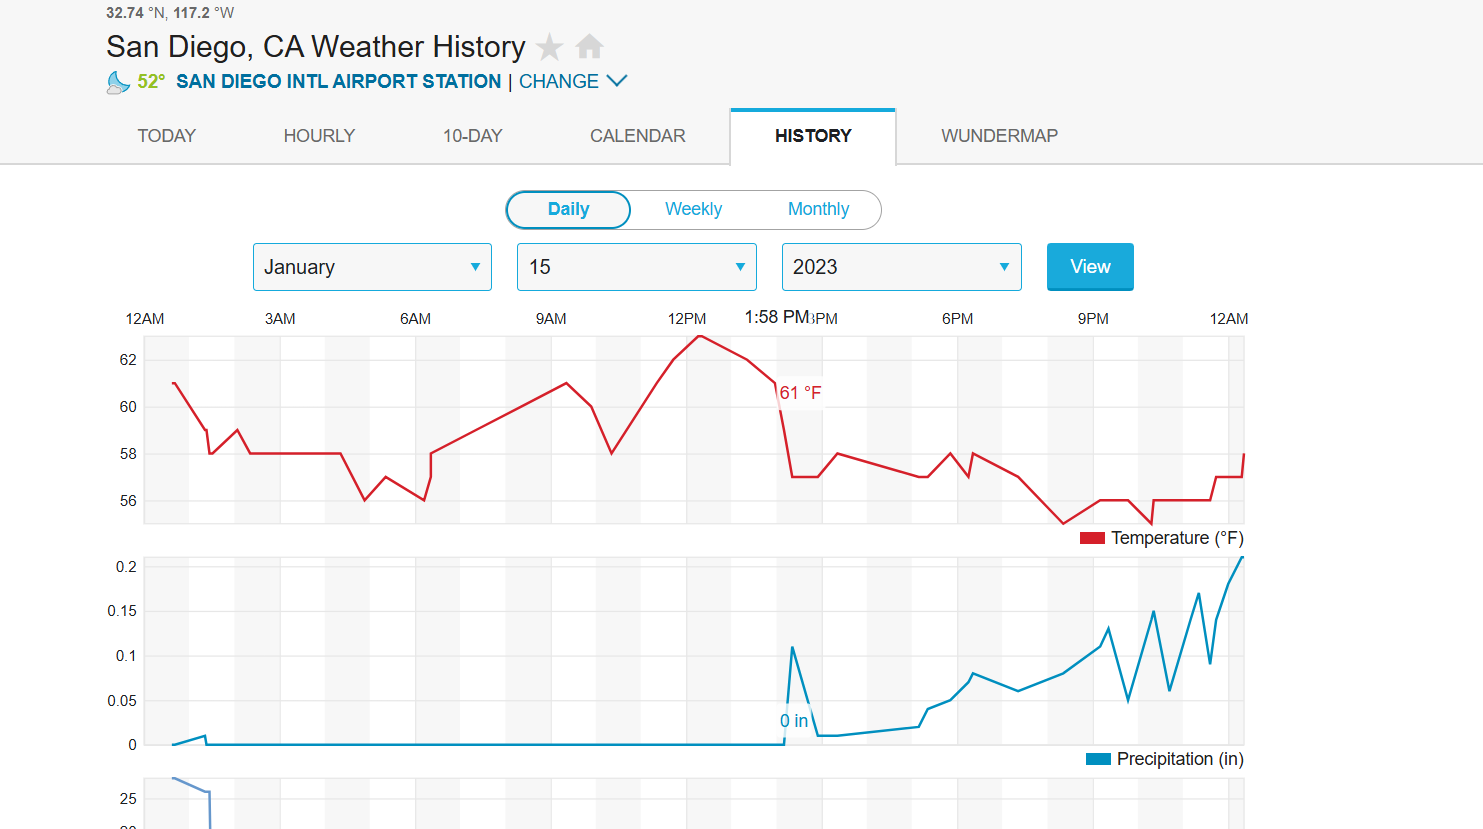 32.74 °N, 117.2 °W
San Diego, CA Weather History
52° SAN DIEGO INTL AIRPORT STATION | CHANGE
TODAY HOURLY 10-DAY CALENDAR HISTORY WUNDERMAP
Daily Weekly Monthly
January 15 2023 View
12AM 3AM 6AM 9AM 12PM 1:58 PM 3PM 6PM 9PM 12AM
62
61 °F
60
58
56
Temperature (°F)
0.2
0.15
0.1
0.05
0 in
0
Precipitation (in)
25